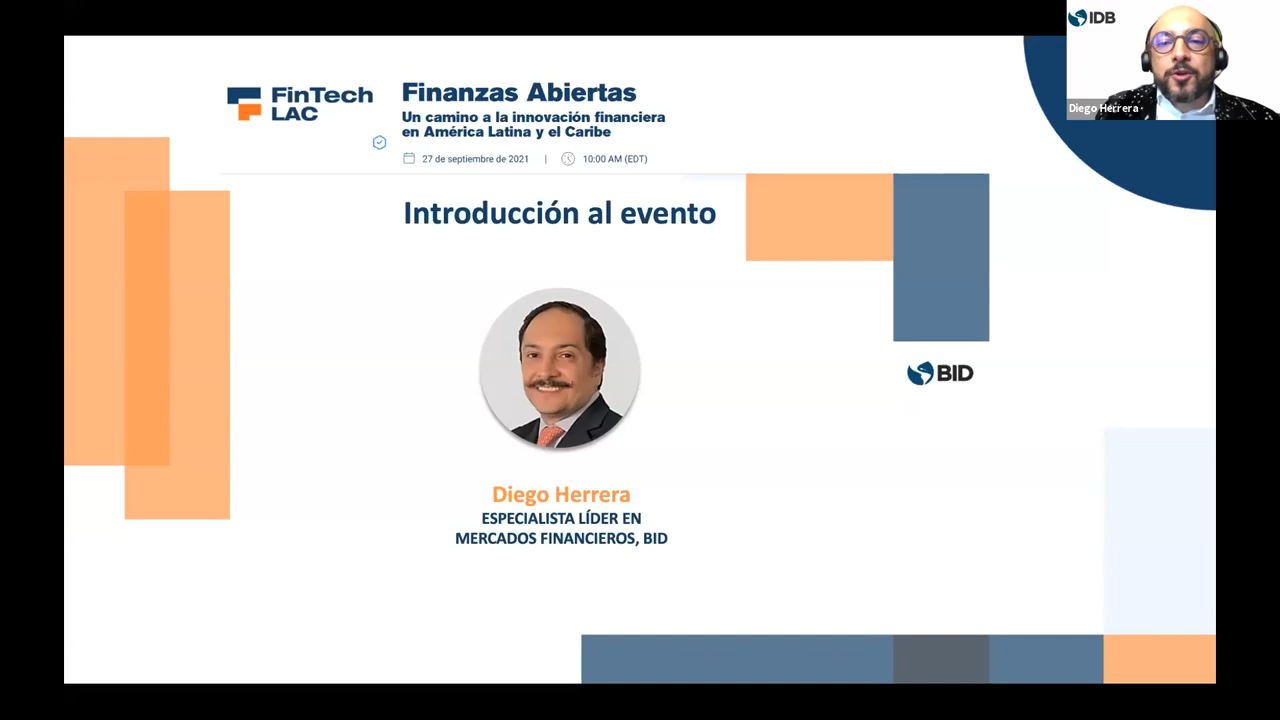 FinTech
LAC
Finanzas Abiertas
Un camino a la innovación financiera
en América Latina y el Caribe
27 de septiembre de 2021 | 10:00 AM (EDT)
IDB
Diego Herrera
Introducción al evento
BID
Diego Herrera
ESPECIALISTA LÍDER EN
MERCADOS FINANCIEROS, BID